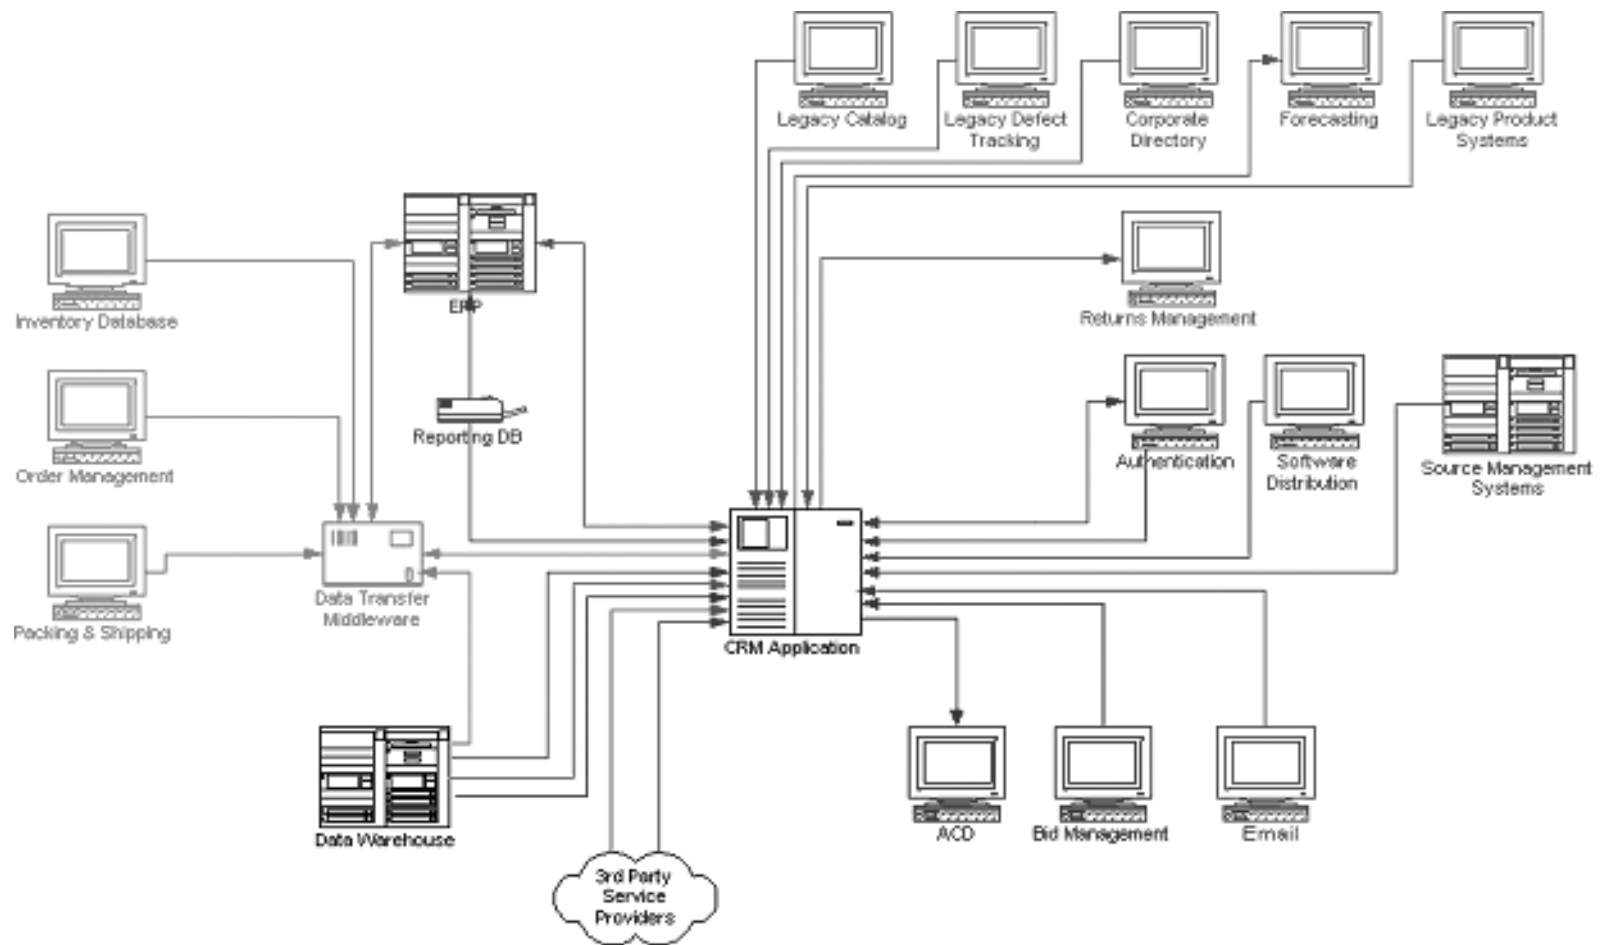 Legacy Catalog
Legacy Defect
Tracking
Corporate
Directory
Forecasting
Legacy Product
Systems
ERP
Inventory Database
Returns Management
Reporting DB
Order Management
Authentication
Software
Distribution
Source Management
Systems
Data Transfer
Middleware
Packing & Shipping
CRM Application
Data Warehouse
ACD
Bid Management
Email
3rd Party
Service
Providers